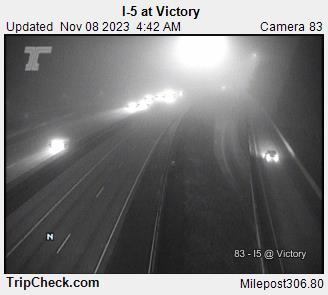 I-5 at Victory
Updated Nov 08 2023 4:42 AM Camera 83
T
N
83 - I5 @ Victory
TripCheck.com Milepost306.80